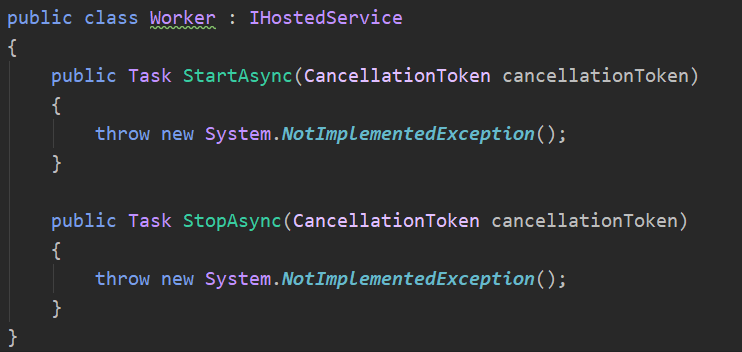 public class Worker : IHostedService
{
    public Task StartAsync(CancellationToken cancellationToken)
    {
        throw new System.NotImplementedException();
    }

    public Task StopAsync(CancellationToken cancellationToken)
    {
        throw new System.NotImplementedException();
    }
}